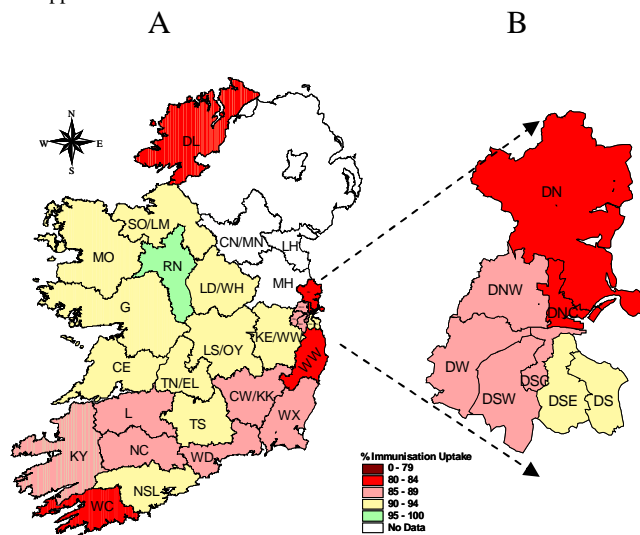 A B
N
W E
S
DL
DN
SO/LM
CN/MN
LH
MO
RN
MH
LD/WH
DNW
DNC
G
KE/WW
LS/OY
WW
CE
TN/EL
DW
DSC
DSW
DSE
DS
CW/KK
L
TS
WX
KY
NC
WD
NSL
WC
% Immunisation Uptake
0 - 79
80 - 84
85 - 89
90 - 94
95 - 100
No Data